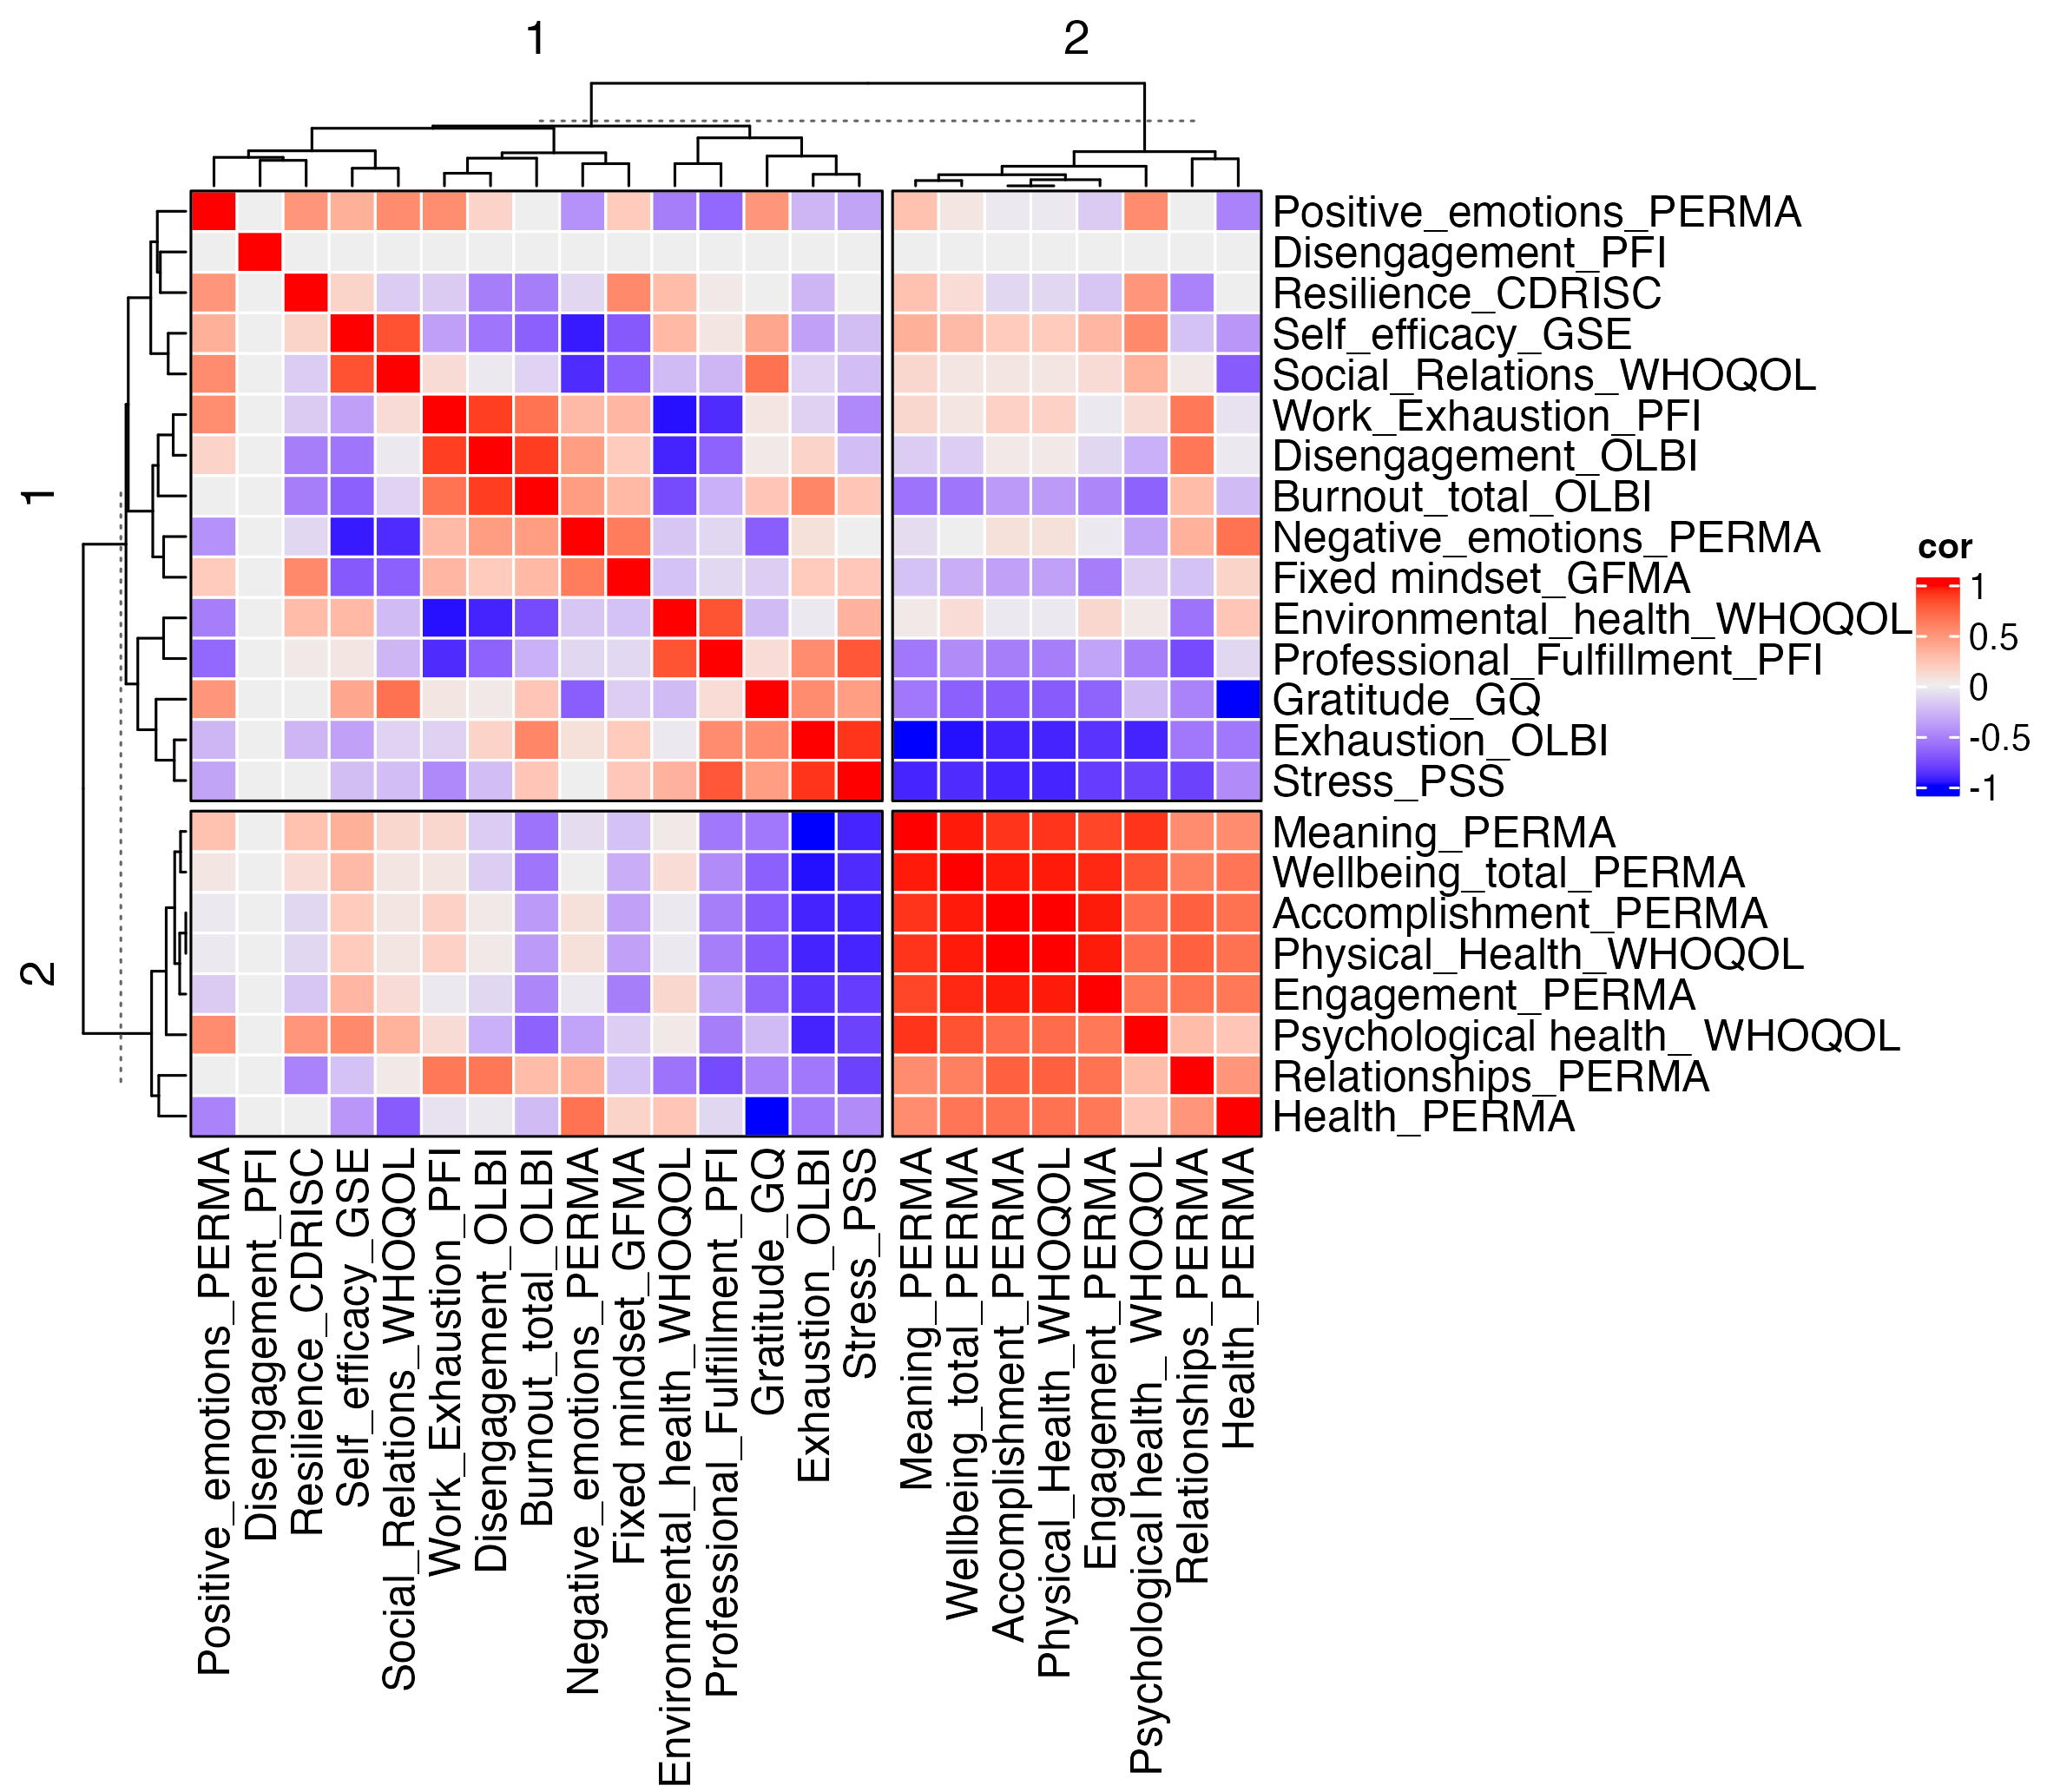 1
2
1
2
Positive_emotions_PERMA
Disengagement_PFI
Resilience_CDRISC
Self_efficacy_GSE
Social_Relations_WHOQOL
Work_Exhaustion_PFI
Disengagement_OLBI
Burnout_total_OLBI
Negative_emotions_PERMA
Fixed mindset_GFMA
Environmental_health_WHOQOL
Professional_Fulfillment_PFI
Gratitude_GQ
Exhaustion_OLBI
Stress_PSS
Meaning_PERMA
Wellbeing_total_PERMA
Accomplishment_PERMA
Physical_Health_WHOQOL
Engagement_PERMA
Psychological health_ WHOQOL
Relationships_PERMA
Health_PERMA
cor
1
0.5
0
-0.5
-1
Positive_emotions_PERMA
Disengagement_PFI
Resilience_CDRISC
Self_efficacy_GSE
Social_Relations_WHOQOL
Work_Exhaustion_PFI
Disengagement_OLBI
Burnout_total_OLBI
Negative_emotions_PERMA
Fixed mindset_GFMA
Environmental_health_WHOQOL
Professional_Fulfillment_PFI
Gratitude_GQ
Exhaustion_OLBI
Stress_PSS
Meaning_PERMA
Wellbeing_total_PERMA
Accomplishment_PERMA
Physical_Health_WHOQOL
Engagement_PERMA
Psychological health_ WHOQOL
Relationships_PERMA
Health_PERMA